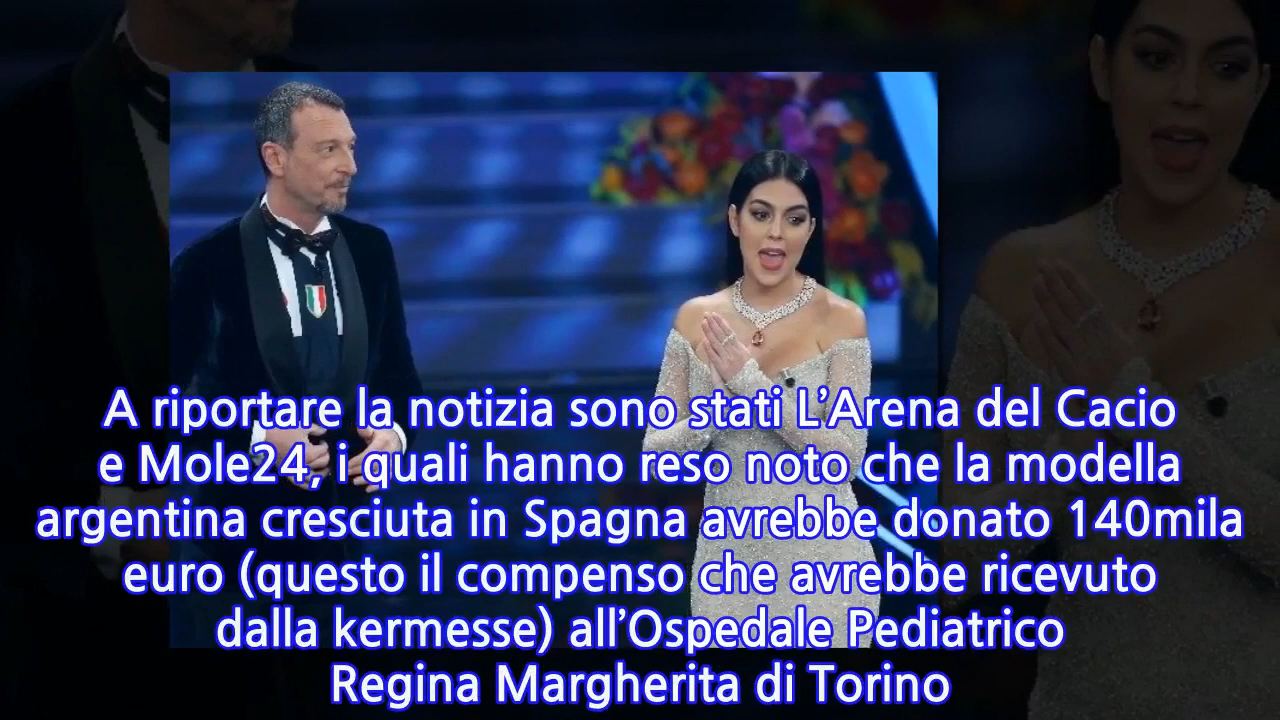 A riportare la notizia sono stati L’Arena del Cacio
e Mole24, i quali hanno reso noto che la modella
argentina cresciuta in Spagna avrebbe donato 140mila
euro (questo il compenso che avrebbe ricevuto
dalla kermesse) all’Ospedale Pediatrico
Regina Margherita di Torino